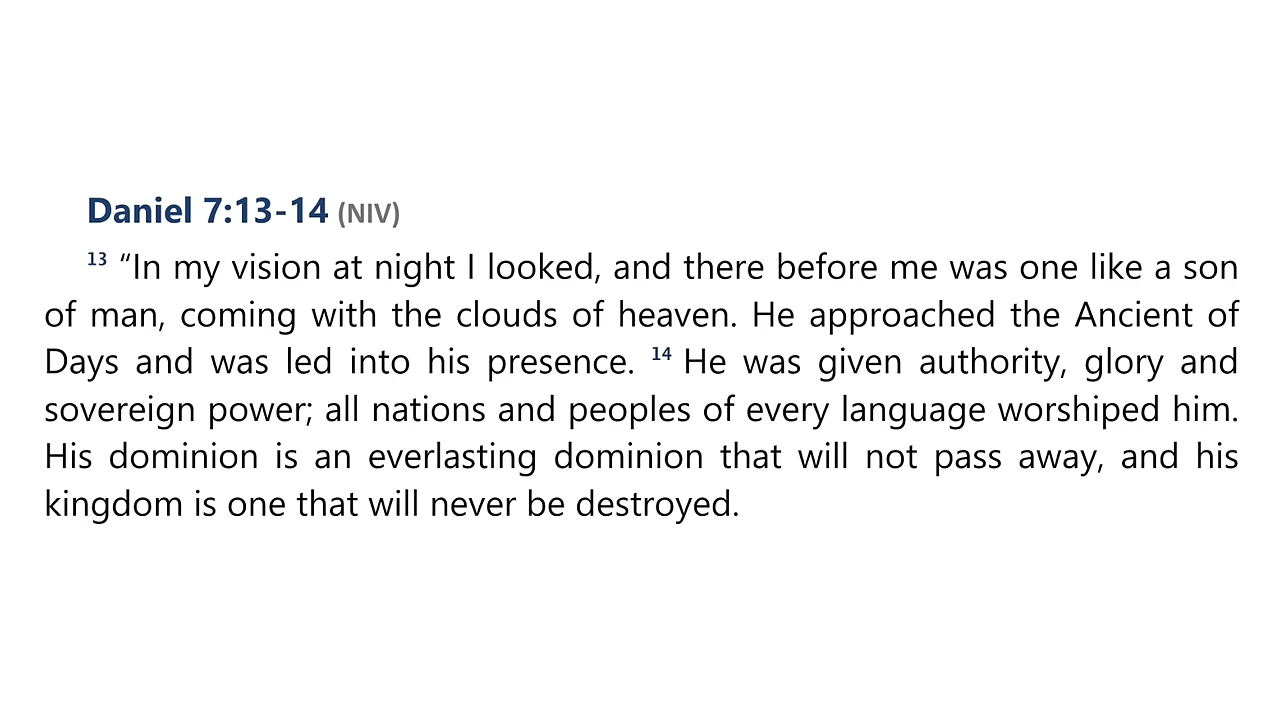 Daniel 7:13-14 (NIV)
13 “In my vision at night I looked, and there before me was one like a son
of man, coming with the clouds of heaven. He approached the Ancient of
Days and was led into his presence. 14 He was given authority, glory and
sovereign power; all nations and peoples of every language worshiped him.
His dominion is an everlasting dominion that will not pass away, and his
kingdom is one that will never be destroyed.